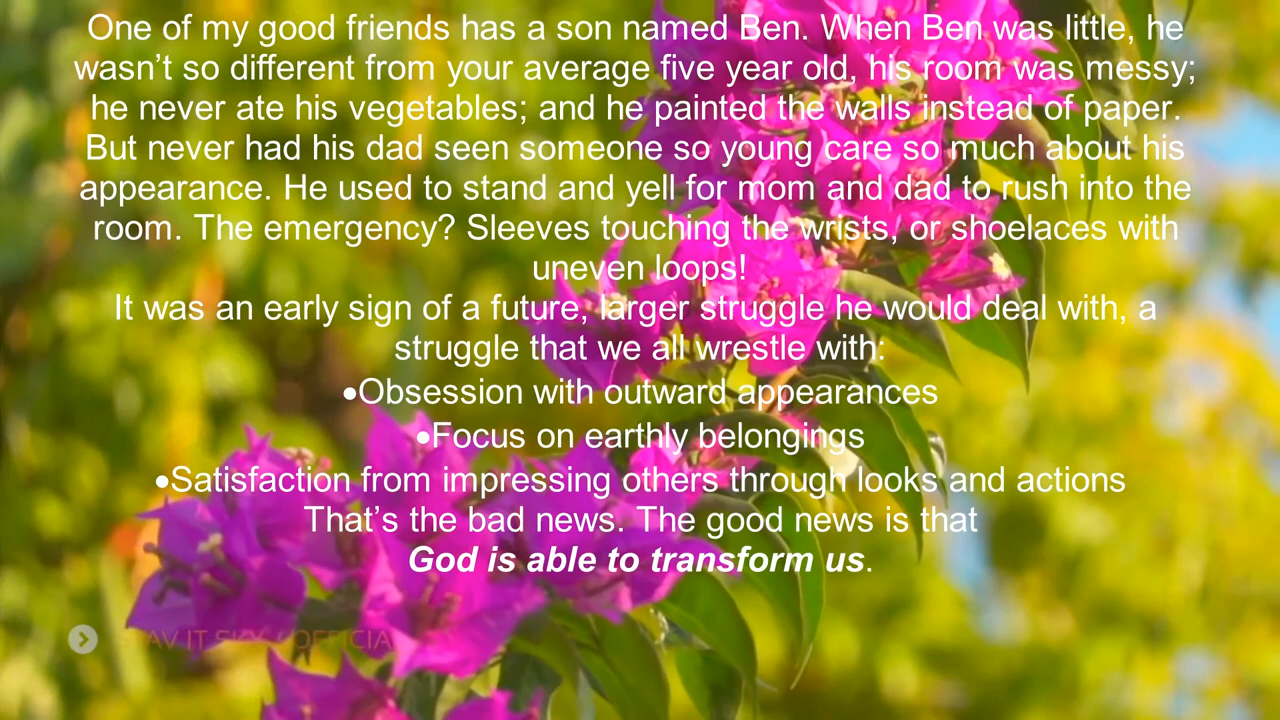 One of my good friends has a son named Ben. When Ben was little, he
wasn’t so different from your average five year old, his room was messy;
he never ate his vegetables; and he painted the walls instead of paper.
But never had his dad seen someone so young care so much about his
appearance. He used to stand and yell for mom and dad to rush into the
room. The emergency? Sleeves touching the wrists, or shoelaces with
uneven loops!
It was an early sign of a future, larger struggle he would deal with, a
struggle that we all wrestle with:
•Obsession with outward appearances
•Focus on earthly belongings
•Satisfaction from impressing others through looks and actions
That’s the bad news. The good news is that
God is able to transform us.
IT SKY